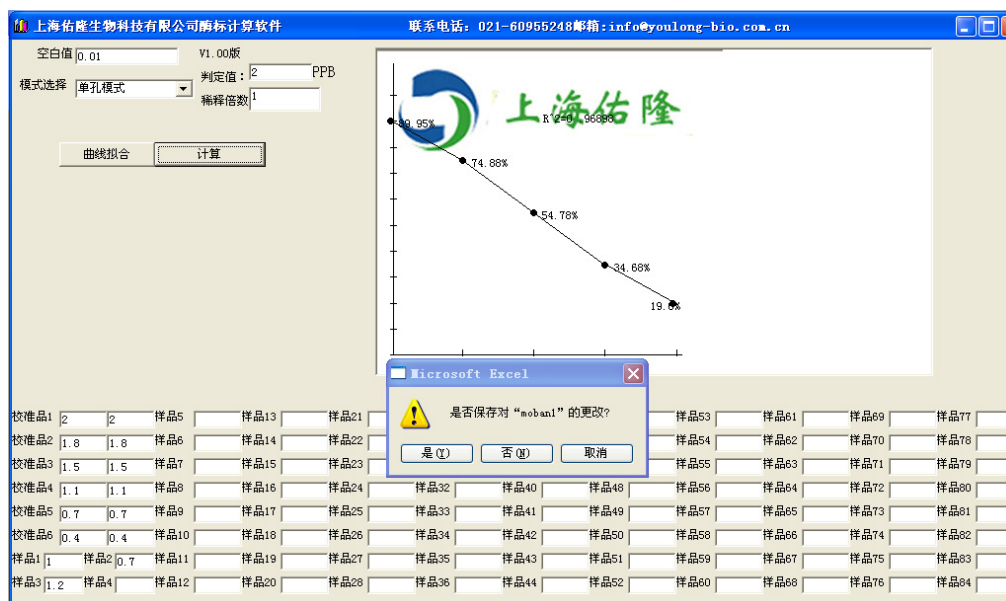 上海佑隆生物科技有限公司酶标计算软件 联系电话：021-60955248邮箱:info@youlong-bio.com.cn
空白值 0.01 V1.00版
判定值： 2 PPB
模式选择 单孔模式
稀释倍数 1
曲线拟合 计算
上海佑隆
89.95%
74.88%
54.78%
34.68%
Microsoft Excel
是否保存对“moban1”的更改?
是(Y) 否(N) 取消
校准品1 2 2 样品5 样品13 样品21 样品53 样品61 样品69 样品77
校准品2 1.8 1.8 样品6 样品14 样品22 样品54 样品62 样品70 样品78
校准品3 1.5 1.5 样品7 样品15 样品23 样品55 样品63 样品71 样品79
校准品4 1.1 1.1 样品8 样品16 样品24 样品32 样品40 样品48 样品56 样品64 样品72 样品80
校准品5 0.7 0.7 样品9 样品17 样品25 样品33 样品41 样品49 样品57 样品65 样品73 样品81
校准品6 0.4 0.4 样品10 样品18 样品26 样品34 样品42 样品50 样品58 样品66 样品74 样品82
样品1 1 样品2 0.7 样品11 样品19 样品27 样品35 样品43 样品51 样品59 样品67 样品75 样品83
样品3 1.2 样品4 样品12 样品20 样品28 样品36 样品44 样品52 样品60 样品68 样品76 样品84